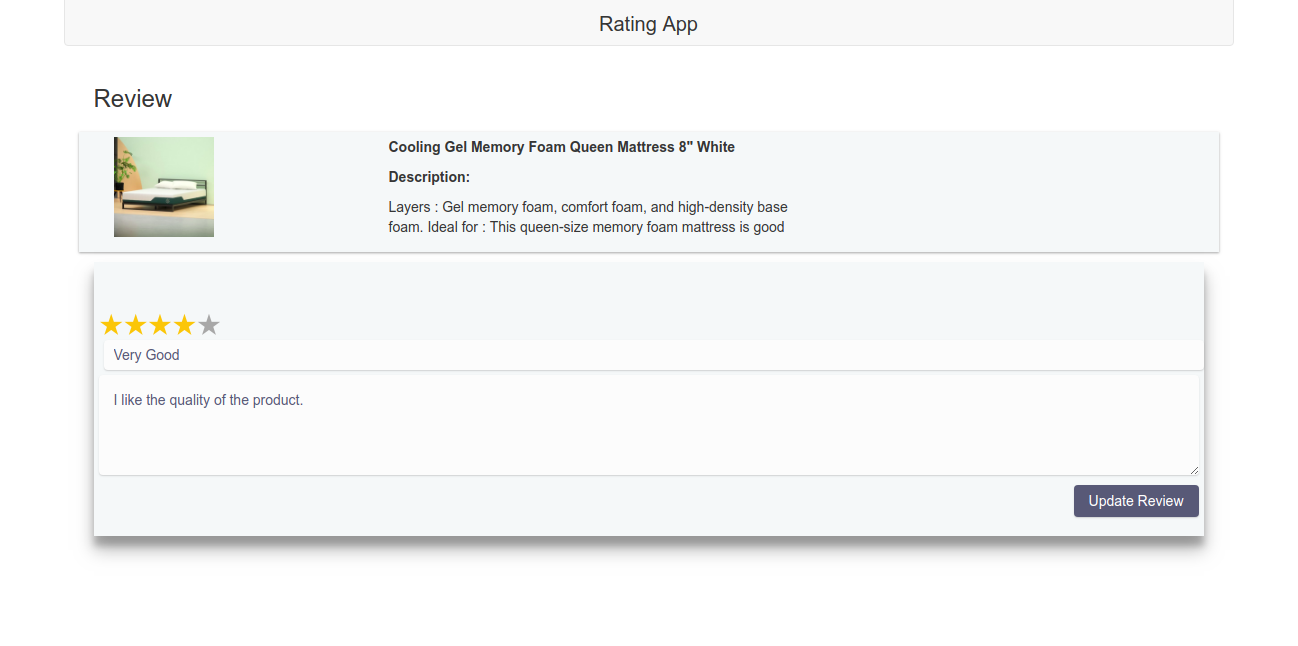 Rating App
Review
Cooling Gel Memory Foam Queen Mattress 8" White
Description:
Layers : Gel memory foam, comfort foam, and high-density base
foam. Ideal for : This queen-size memory foam mattress is good
Very Good
I like the quality of the product.
Update Review